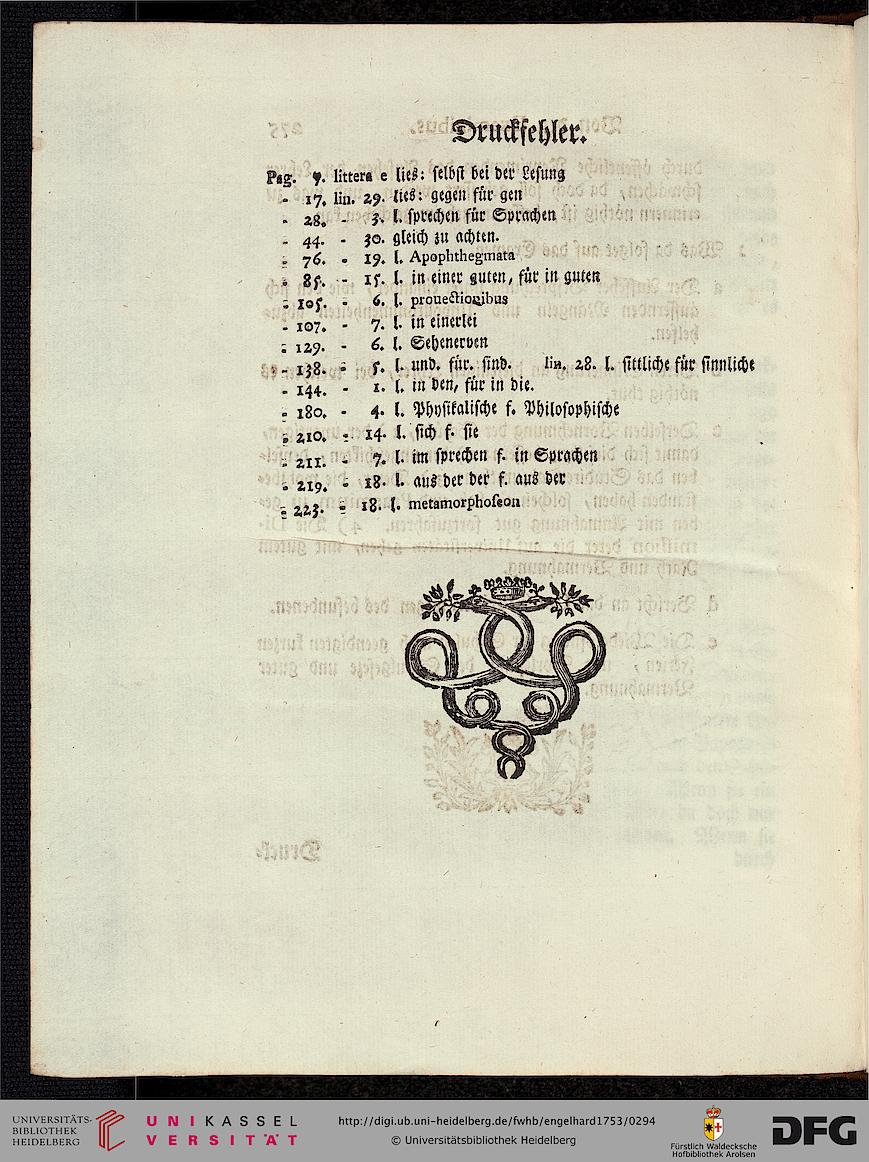 Druckfehler.
Pag. 9. littera e lies: selbst bei der Lesung
- 17. lin. 29. lies: gegen für gen
- 28. - 3. l. sprechen für Sprachen
- 44. - 30. gleich zu achten.
- 76. - 19. l. Apophthegmata
- 85. - 15. l. in einer guten, für in guten
- 105. - 6. l. prouectionibus
- 107. - 7. l. in einerlei
- 129. - 6. l. Sehenerven
- 138. - 5. l. und. für. sind. lin. 28. l. sittliche für sinnliche
- 144. - 1. l. in den, für in die.
- 180. - 4. l. Physikalische f. Philosophische
- 210. - 14. l. sich f. sie
- 211. - 7. l. im sprechen f. in Sprachen
- 219. - 18. l. aus der der f. aus der
- 223. - 18. l. metamorphoseon
UNIVERSITÄTS-
BIBLIOTHEK
HEIDELBERG
UNIKASSEL
VERSITÄT
http://digi.ub.uni-heidelberg.de/fwhb/engelhard1753/0294
© Universitätsbibliothek Heidelberg
Fürstlich Waldecksche
Hofbibliothek Arolsen
DFG